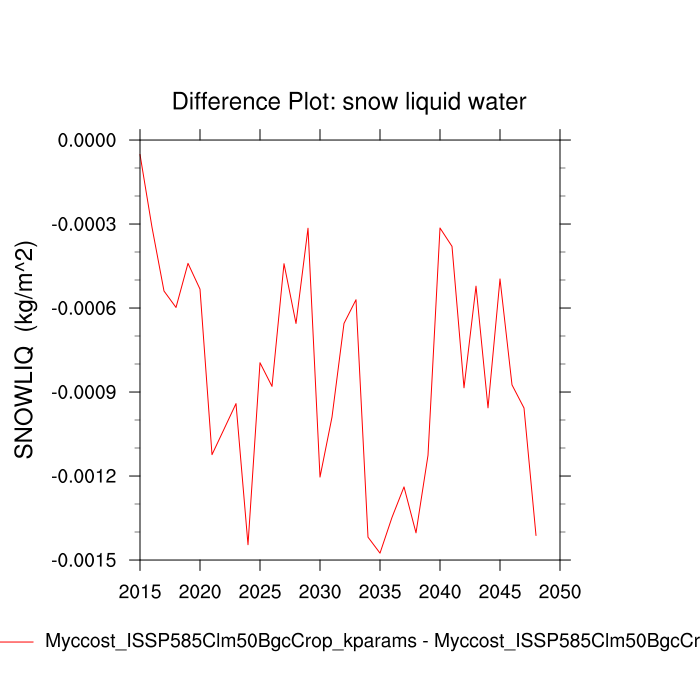 Difference Plot: snow liquid water
0.0000
-0.0003
-0.0006
-0.0009
-0.0012
-0.0015
SNOWLIQ (kg/m^2)
2015 2020 2025 2030 2035 2040 2045 2050
Myccost_ISSP585Clm50BgcCrop_kparams - Myccost_ISSP585Clm50BgcCr